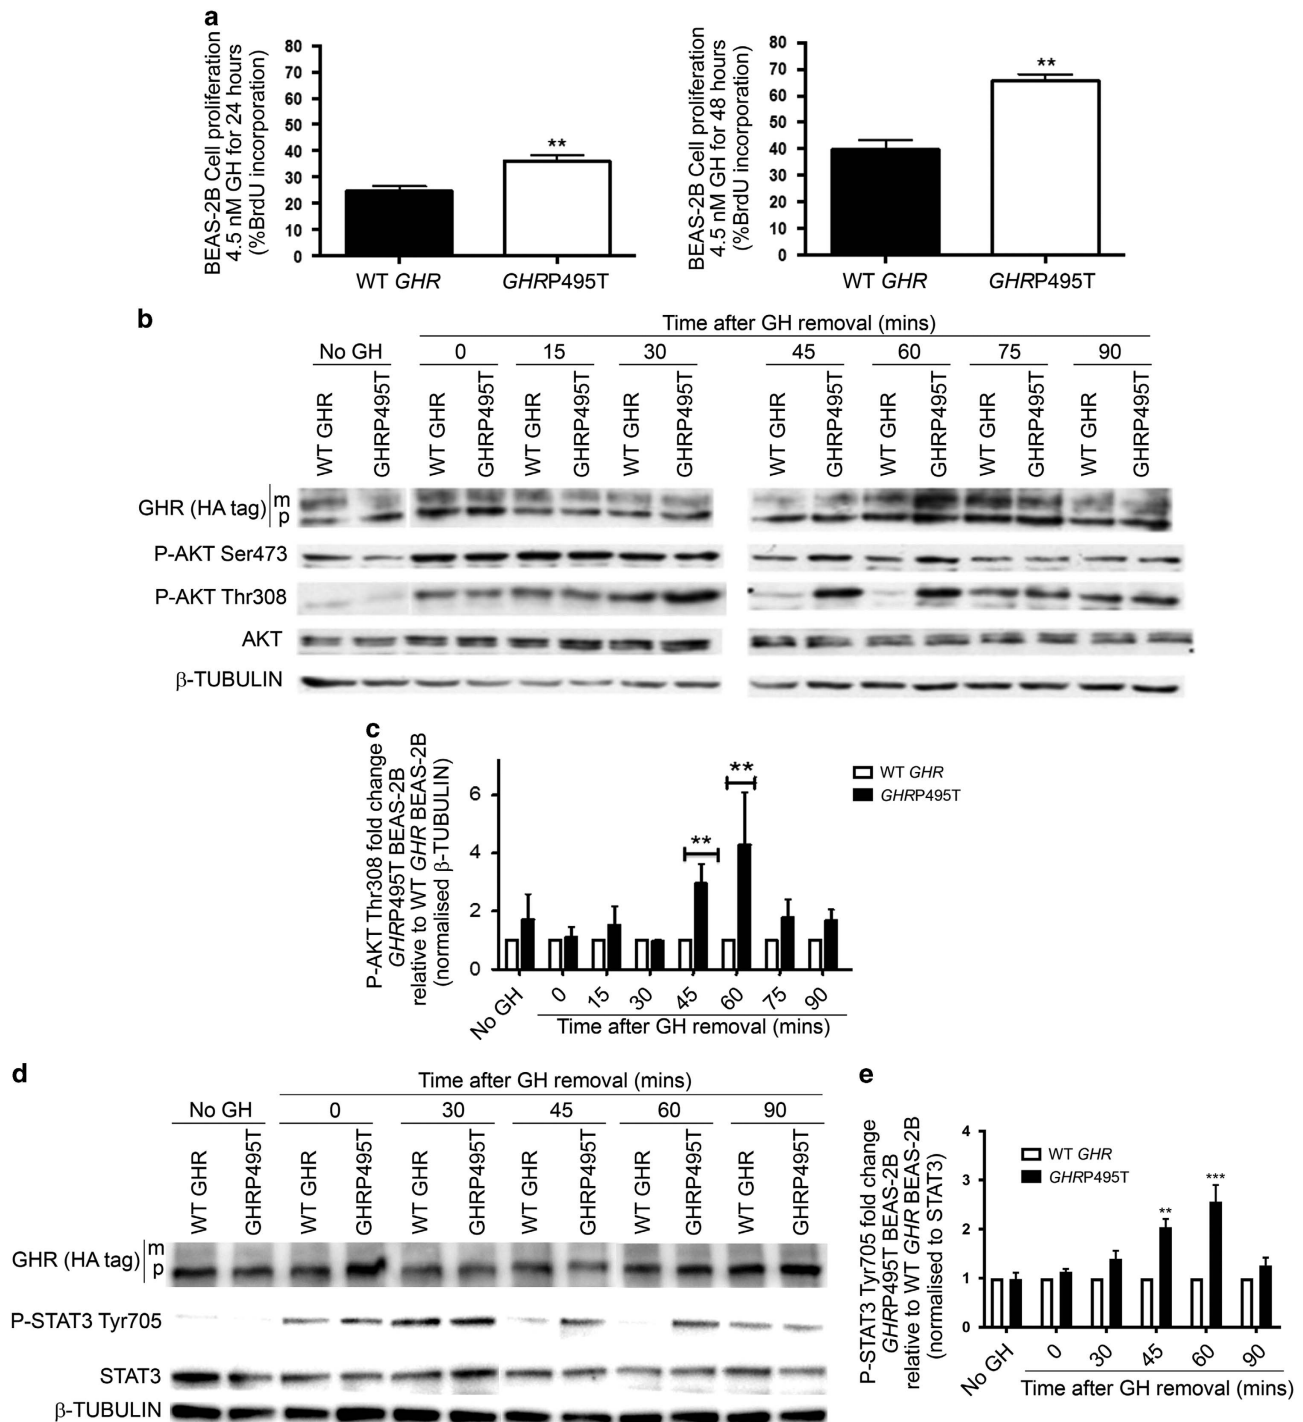 a
BEAS-2B Cell proliferation
4.5 nM GH for 24 hours
(%BrdU incorporation)
80
70
60
50
40
30
20
10
0
**
WT GHR
GHRP495T
BEAS-2B Cell proliferation
4.5 nM GH for 48 hours
(%BrdU incorporation)
80
70
60
50
40
30
20
10
0
**
WT GHR
GHRP495T
b
Time after GH removal (mins)
No GH 0 15 30 45 60 75 90
WT GHR GHRP495T WT GHR GHRP495T WT GHR GHRP495T WT GHR GHRP495T WT GHR GHRP495T WT GHR GHRP495T WT GHR GHRP495T WT GHR GHRP495T
GHR (HA tag) m
p
P-AKT Ser473
P-AKT Thr308
AKT
β-TUBULIN
c
P-AKT Thr308 fold change
GHRP495T BEAS-2B
relative to WT GHR BEAS-2B
(normalised β-TUBULIN)
6
4
2
0
**
**
WT GHR
GHRP495T
No GH 0 15 30 45 60 75 90
Time after GH removal (mins)
d
Time after GH removal (mins)
No GH 0 30 45 60 90
WT GHR GHRP495T WT GHR GHRP495T WT GHR GHRP495T WT GHR GHRP495T WT GHR GHRP495T WT GHR GHRP495T
GHR (HA tag) m
p
P-STAT3 Tyr705
STAT3
β-TUBULIN
e
P-STAT3 Tyr705 fold change
GHRP495T BEAS-2B
relative to WT GHR BEAS-2B
(normalised to STAT3)
4
3
2
1
0
WT GHR
GHRP495T
**
***
No GH 0 30 45 60 90
Time after GH removal (mins)